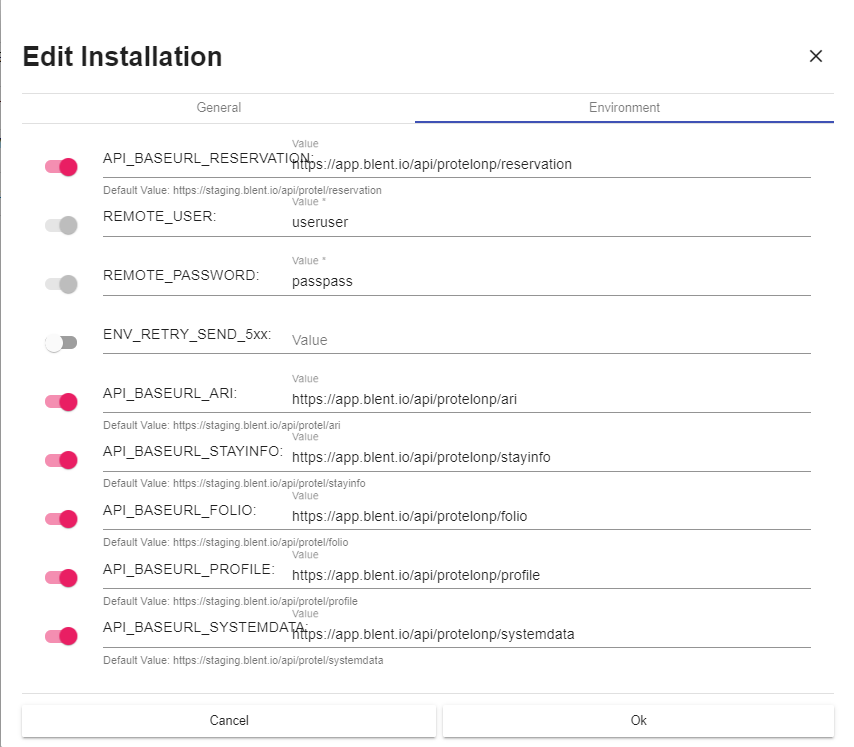 Edit Installation
General Environment
Value
API_BASEURL_RESERVATION: https://app.blent.io/api/protelonp/reservation
Default Value: https://staging.blent.io/api/protel/reservation
Value *
REMOTE_USER: useruser
Value *
REMOTE_PASSWORD: passpass
ENV_RETRY_SEND_5xx: Value
Value
API_BASEURL_ARI: https://app.blent.io/api/protelonp/ari
Default Value: https://staging.blent.io/api/protel/ari
Value
API_BASEURL_STAYINFO: https://app.blent.io/api/protelonp/stayinfo
Default Value: https://staging.blent.io/api/protel/stayinfo
Value
API_BASEURL_FOLIO: https://app.blent.io/api/protelonp/folio
Default Value: https://staging.blent.io/api/protel/folio
Value
API_BASEURL_PROFILE: https://app.blent.io/api/protelonp/profile
Default Value: https://staging.blent.io/api/protel/profile
Value
API_BASEURL_SYSTEMDATA: https://app.blent.io/api/protelonp/systemdata
Default Value: https://staging.blent.io/api/protel/systemdata
Cancel Ok